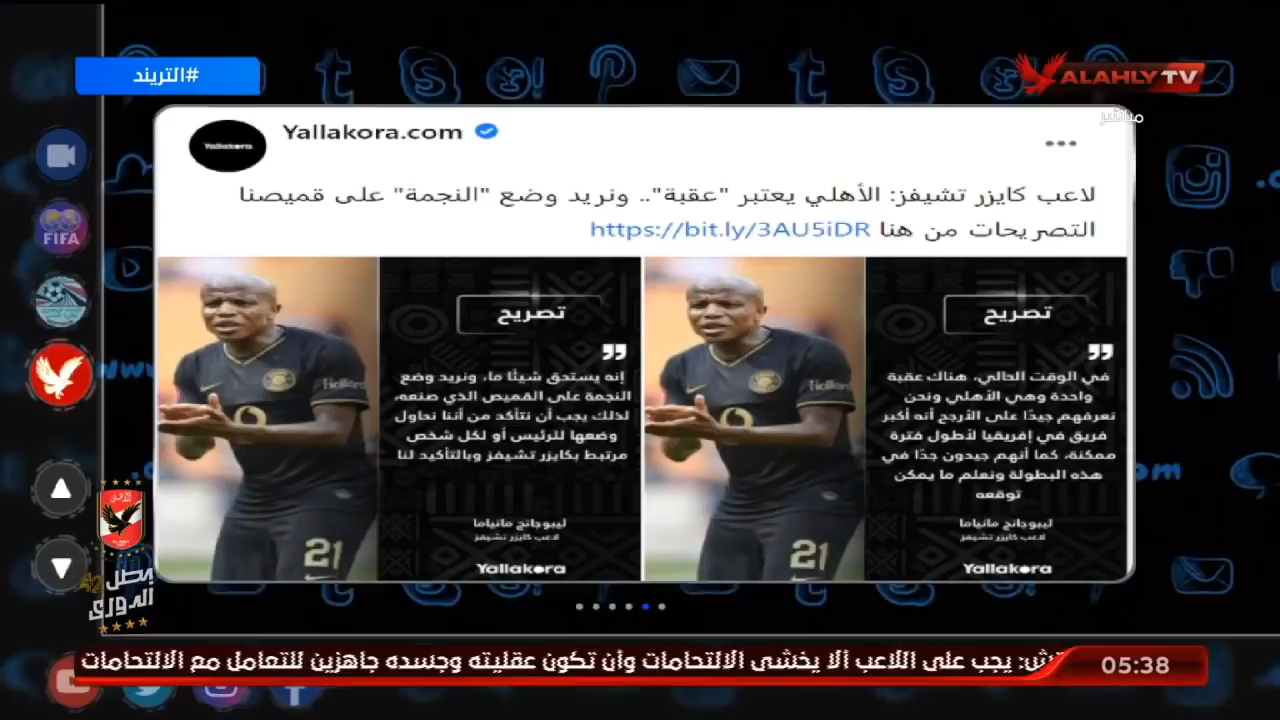 #التريند
ALAHLY TV
مباشر
Yallakora.com
لاعب كايزر تشيفز: الأهلي يعتبر "عقبة".. ونريد وضع "النجمة" على قميصنا
التصريحات من هنا https://bit.ly/3AU5iDR
تصريح
في الوقت الحالي، هناك عقبة
واحدة وهي الأهلي ونحن
نعرفهم جيدًا على الأرجح أنه أكبر
فريق في إفريقيا لأطول فترة
ممكنة، كما أنهم جيدون جدًا في
هذه البطولة ونعلم ما يمكن
توقعه
ليبوجانج مانياما
لاعب كايزر تشيفز
Yallakora
21
تصريح
إنه يستحق شيئًا ما، ونريد وضع
النجمة على القميص الذي صنعه،
لذلك يجب أن نتأكد من أننا نحاول
وضعها للرئيس أو لكل شخص
مرتبط بكايزر تشيفز وبالتأكيد لنا
ليبوجانج مانياما
لاعب كايزر تشيفز
Yallakora
21
FIFA
بطل
الدورى
42
يجب على اللاعب ألا يخشى الالتحامات وأن تكون عقليته وجسده جاهزين للتعامل مع الالتحامات
05:38